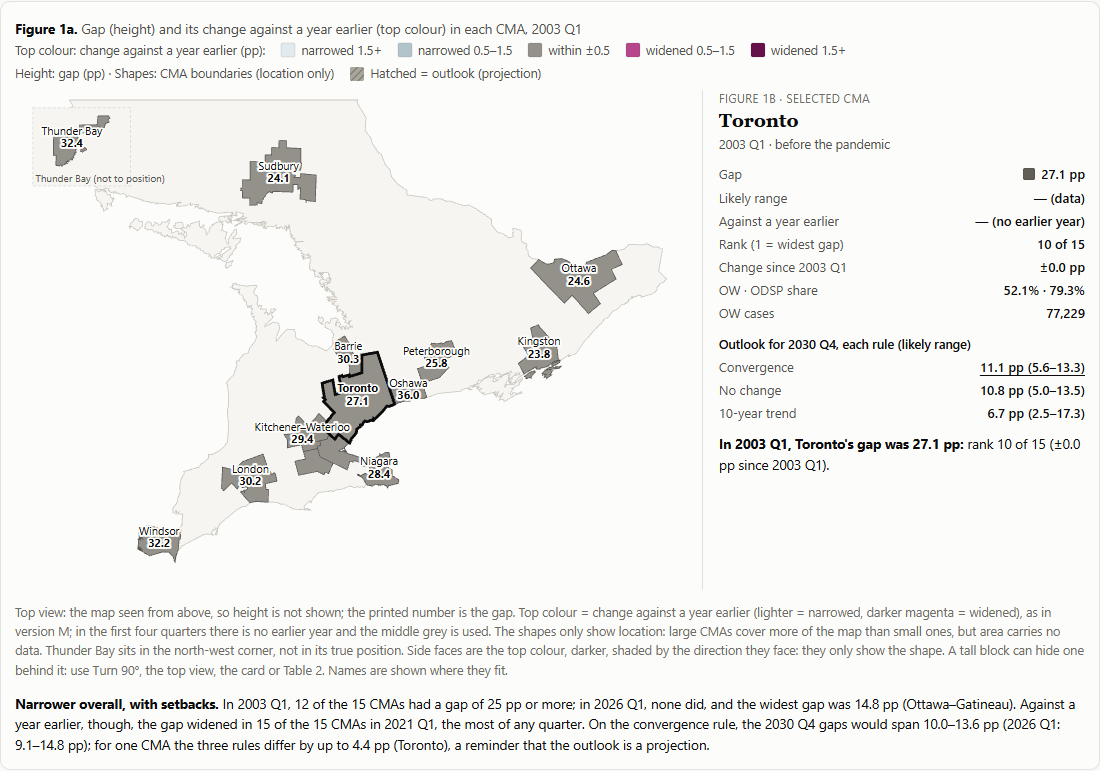 Figure 1a. Gap (height) and its change against a year earlier (top colour) in each CMA, 2003 Q1
Top colour: change against a year earlier (pp): narrowed 1.5+ narrowed 0.5–1.5 within ±0.5 widened 0.5–1.5 widened 1.5+
Height: gap (pp) · Shapes: CMA boundaries (location only) Hatched = outlook (projection)
Thunder Bay
32.4
Thunder Bay (not to position)
Sudbury
24.1
Ottawa
24.6
Barrie
30.3
Peterborough
25.8
Kingston
23.8
Toronto
27.1
Oshawa
36.0
Kitchener–Waterloo
29.4
London
30.2
Niagara
28.4
Windsor
32.2
FIGURE 1B · SELECTED CMA
Toronto
2003 Q1 · before the pandemic
Gap 27.1 pp
Likely range — (data)
Against a year earlier — (no earlier year)
Rank (1 = widest gap) 10 of 15
Change since 2003 Q1 ±0.0 pp
OW · ODSP share 52.1% · 79.3%
OW cases 77,229
Outlook for 2030 Q4, each rule (likely range)
Convergence 11.1 pp (5.6–13.3)
No change 10.8 pp (5.0–13.5)
10-year trend 6.7 pp (2.5–17.3)
In 2003 Q1, Toronto's gap was 27.1 pp: rank 10 of 15 (±0.0
pp since 2003 Q1).
Top view: the map seen from above, so height is not shown; the printed number is the gap. Top colour = change against a year earlier (lighter = narrowed, darker magenta = widened), as in
version M; in the first four quarters there is no earlier year and the middle grey is used. The shapes only show location: large CMAs cover more of the map than small ones, but area carries no
data. Thunder Bay sits in the north-west corner, not in its true position. Side faces are the top colour, darker, shaded by the direction they face: they only show the shape. A tall block can hide one
behind it: use Turn 90°, the top view, the card or Table 2. Names are shown where they fit.
Narrower overall, with setbacks. In 2003 Q1, 12 of the 15 CMAs had a gap of 25 pp or more; in 2026 Q1, none did, and the widest gap was 14.8 pp (Ottawa–Gatineau). Against a
year earlier, though, the gap widened in 15 of the 15 CMAs in 2021 Q1, the most of any quarter. On the convergence rule, the 2030 Q4 gaps would span 10.0–13.6 pp (2026 Q1:
9.1–14.8 pp); for one CMA the three rules differ by up to 4.4 pp (Toronto), a reminder that the outlook is a projection.